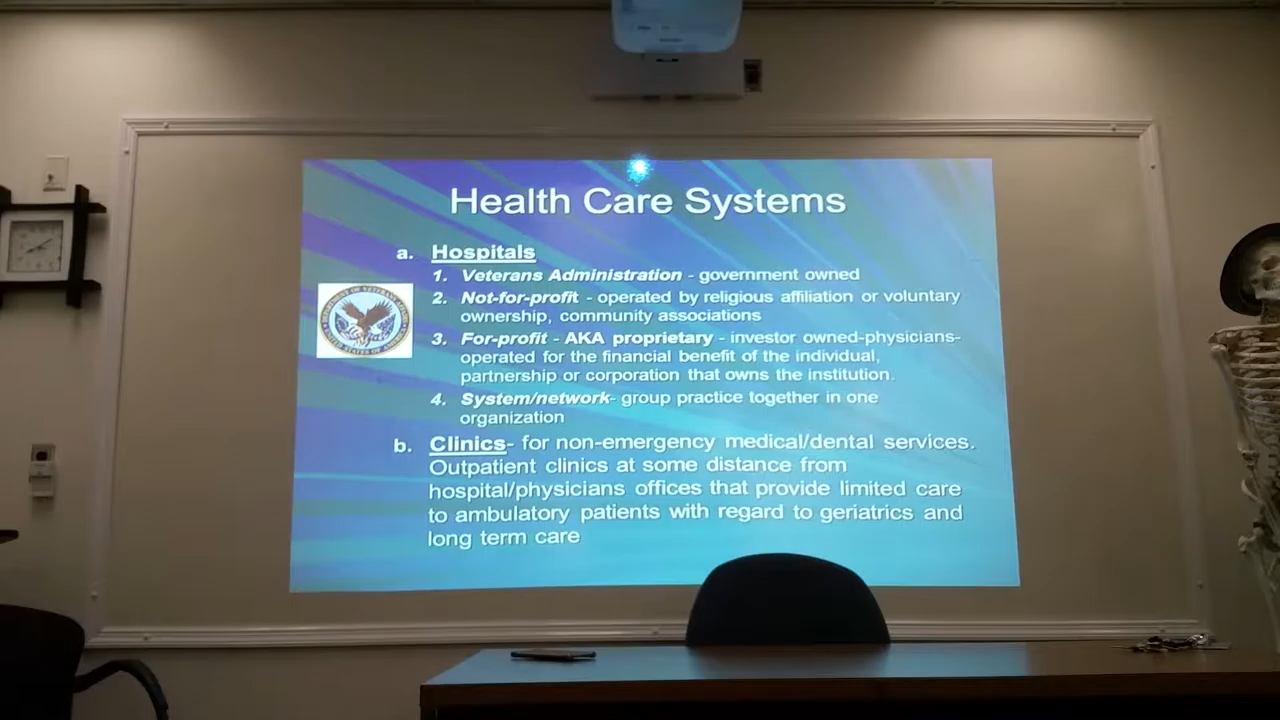 Health Care Systems
a. Hospitals
1. Veterans Administration - government owned
2. Not-for-profit - operated by religious affiliation or voluntary
ownership, community associations
3. For-profit - AKA proprietary - investor owned-physicians-
operated for the financial benefit of the individual,
partnership or corporation that owns the institution.
4. System/network- group practice together in one
organization
b. Clinics- for non-emergency medical/dental services.
Outpatient clinics at some distance from
hospital/physicians offices that provide limited care
to ambulatory patients with regard to geriatrics and
long term care